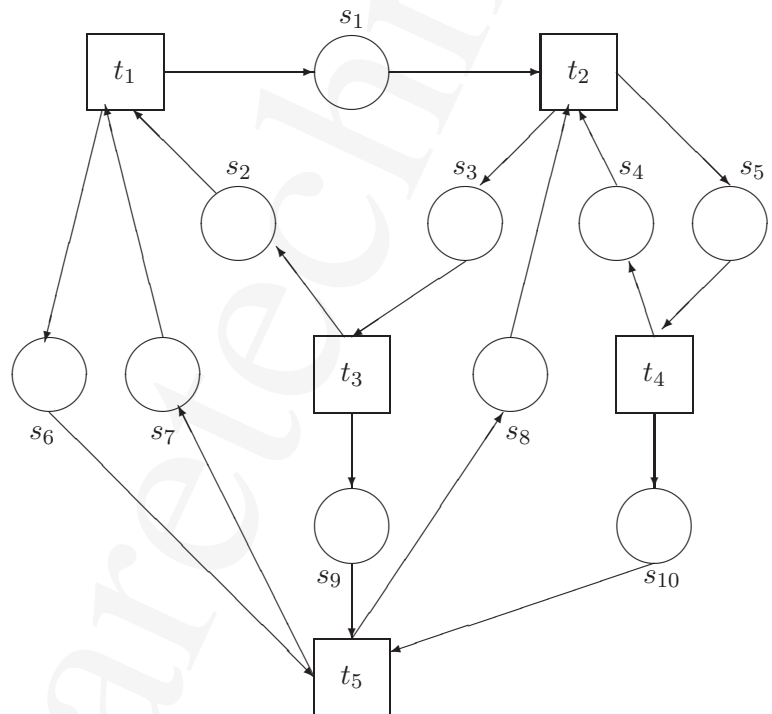 s₁
t₁ t₂
s₂ s₃ s₄ s₅
t₃ t₄
s₆ s₇ s₈
s₉ s₁₀
t₅